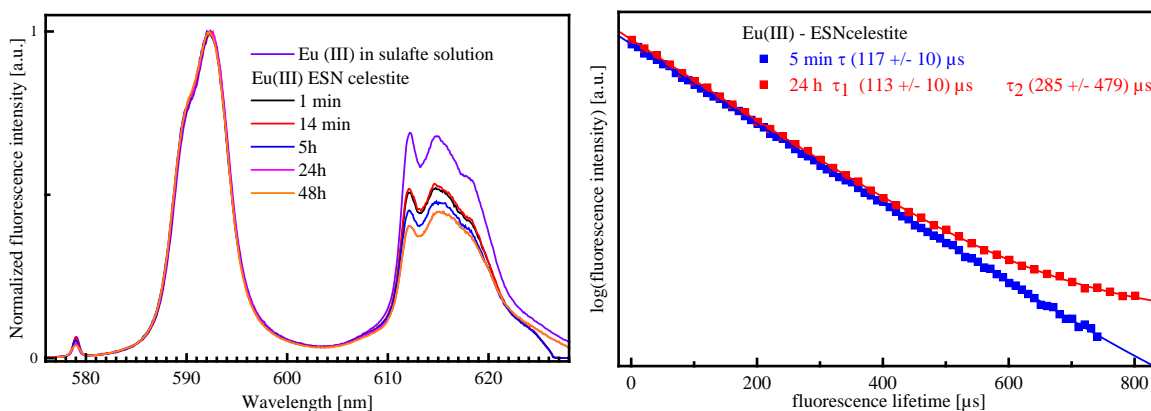 Normalized fluorescence intensity [a.u.]
1
0
Eu (III) in sulafte solution
Eu(III) ESN celestite
1 min
14 min
5h
24h
48h
580 590 600 610 620
Wavelength [nm]
log(fluorescence intensity) [a.u.]
Eu(III) - ESNcelestite
5 min τ (117 +/- 10) µs
24 h τ1 (113 +/- 10) µs τ2 (285 +/- 479) µs
0 200 400 600 800
fluorescence lifetime [µs]